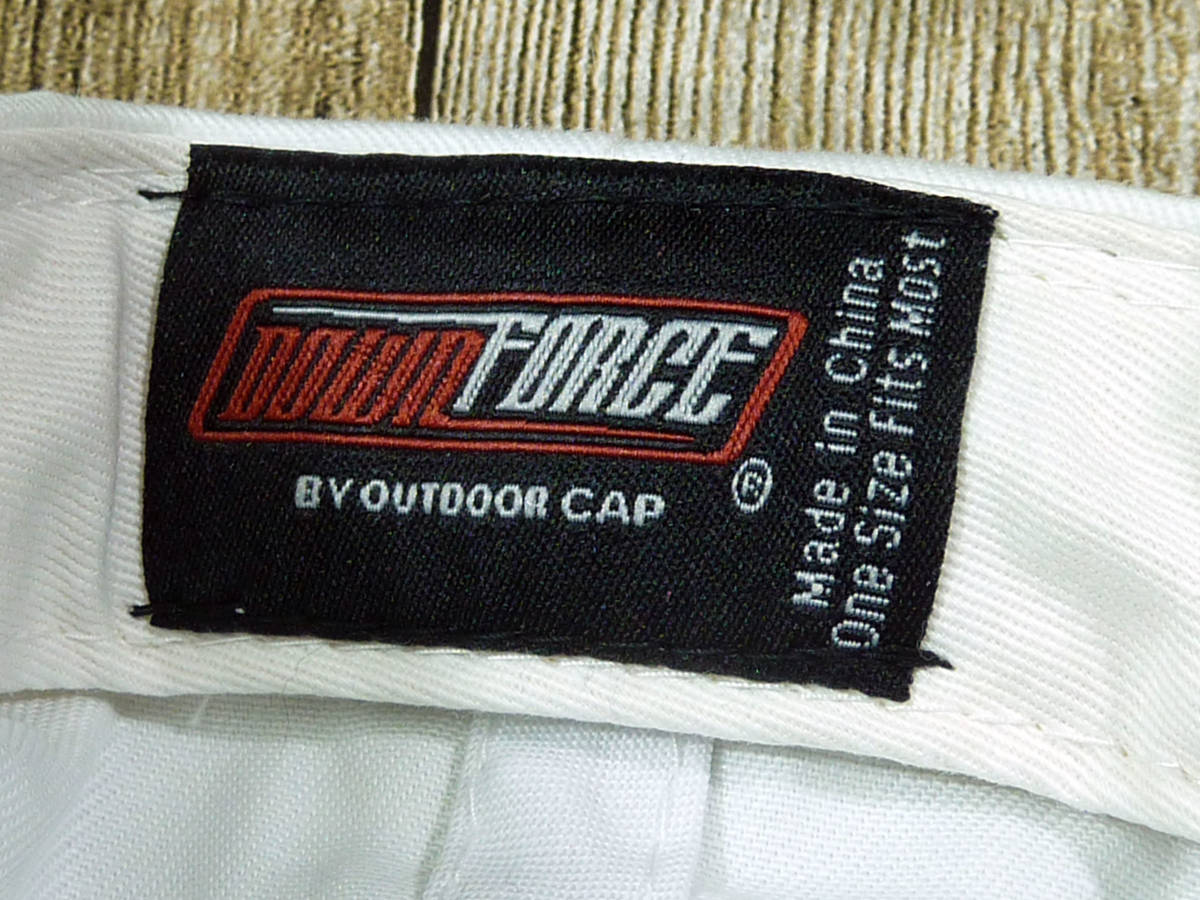 DOWNFORCE
BY OUTDOOR CAP
®
Made in China
One Size Fits Most